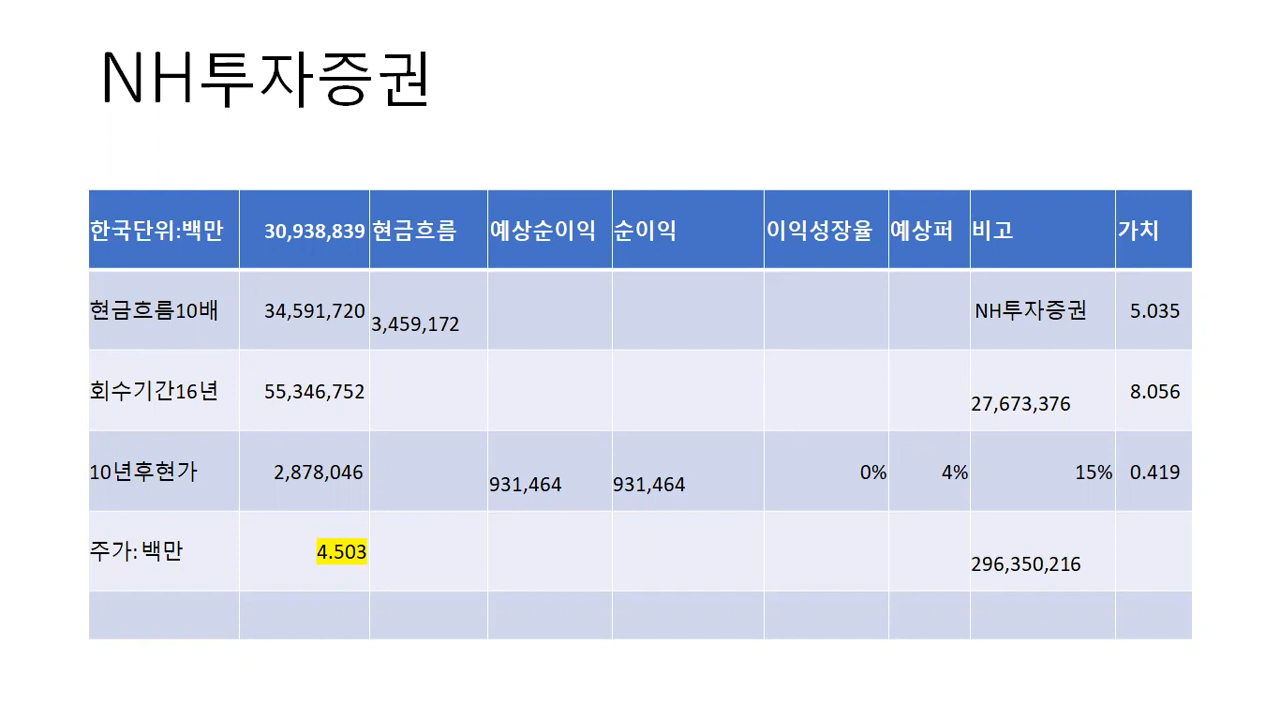 NH투자증권
한국단위:백만 30,938,839 현금흐름 예상순이익 순이익 이익성장율 예상퍼 비고 가치
현금흐름10배 34,591,720 3,459,172 NH투자증권 5.035
회수기간16년 55,346,752 27,673,376 8.056
10년후현가 2,878,046 931,464 931,464 0% 4% 15% 0.419
주가: 백만 4.503 296,350,216